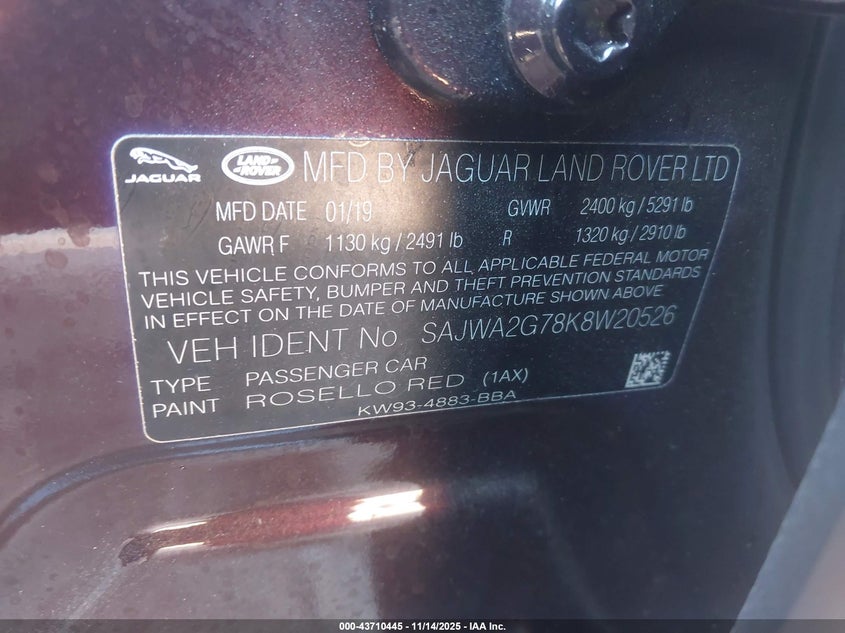 JAGUAR LAND ROVER MFD BY JAGUAR LAND ROVER LTD
MFD DATE 01/19 GVWR 2400 kg / 5291 lb
GAWR F 1130 kg / 2491 lb R 1320 kg / 2910 lb
THIS VEHICLE CONFORMS TO ALL APPLICABLE FEDERAL MOTOR
VEHICLE SAFETY, BUMPER AND THEFT PREVENTION STANDARDS
IN EFFECT ON THE DATE OF MANUFACTURE SHOWN ABOVE
VEH IDENT No SAJWA2G78K8W20526
TYPE PASSENGER CAR
PAINT ROSELLO RED (1AX)
KW93-4883-BBA
000-43710445 - 11/14/2025 - IAA Inc.